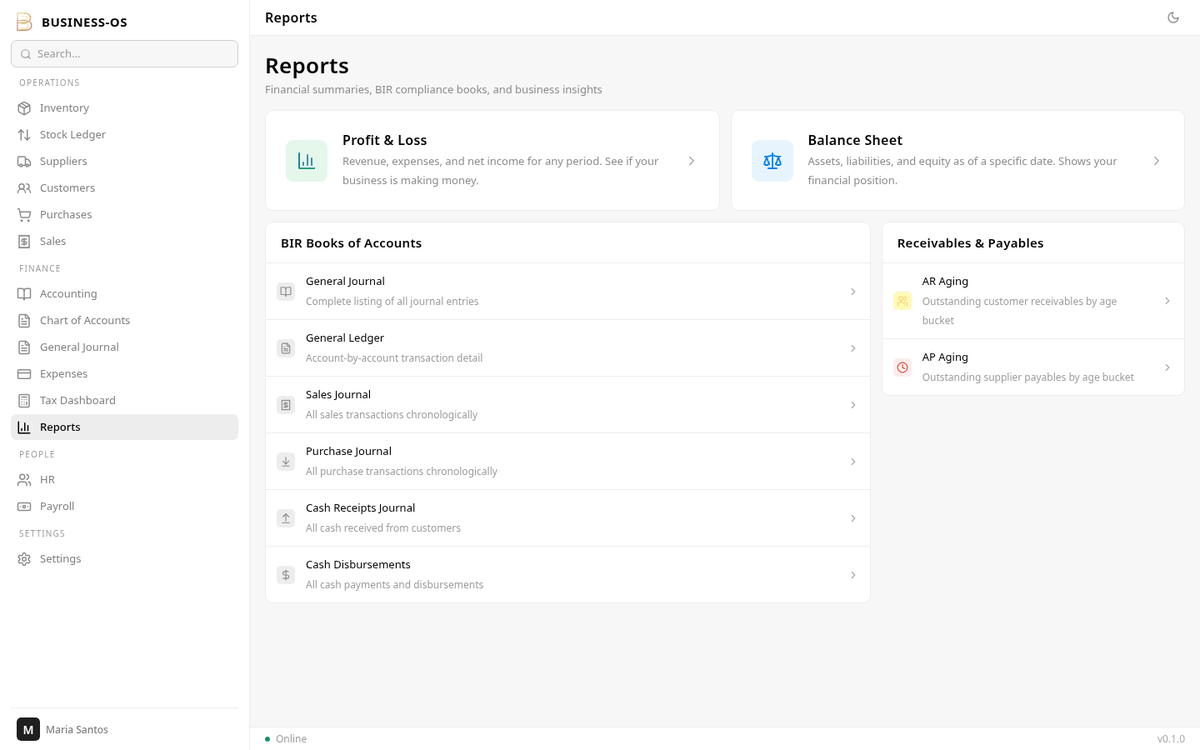 BUSINESS-OS
Search...
OPERATIONS
Inventory
Stock Ledger
Suppliers
Customers
Purchases
Sales
FINANCE
Accounting
Chart of Accounts
General Journal
Expenses
Tax Dashboard
Reports
PEOPLE
HR
Payroll
SETTINGS
Settings
M
Maria Santos
Reports
Reports
Financial summaries, BIR compliance books, and business insights
Profit & Loss
Revenue, expenses, and net income for any period. See if your
business is making money.
Balance Sheet
Assets, liabilities, and equity as of a specific date. Shows your
financial position.
BIR Books of Accounts
General Journal
Complete listing of all journal entries
General Ledger
Account-by-account transaction detail
Sales Journal
All sales transactions chronologically
Purchase Journal
All purchase transactions chronologically
Cash Receipts Journal
All cash received from customers
Cash Disbursements
All cash payments and disbursements
Receivables & Payables
AR Aging
Outstanding customer receivables by age
bucket
AP Aging
Outstanding supplier payables by age bucket
Online
v0.1.0